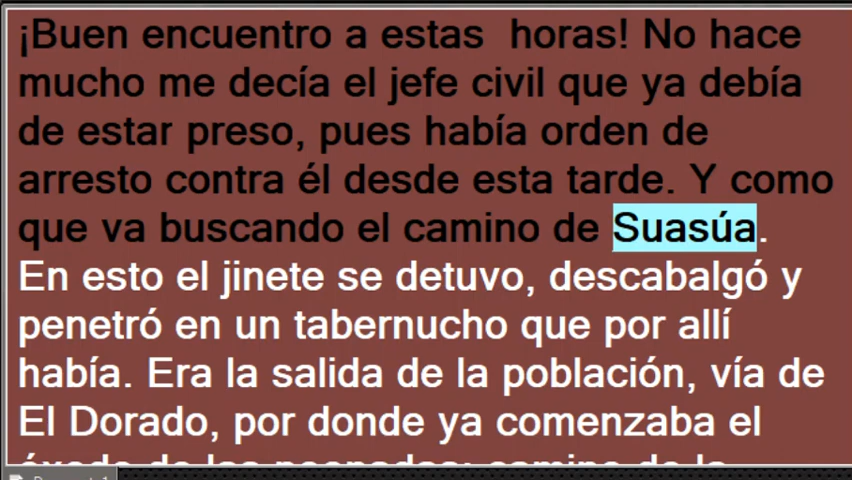 ¡Buen encuentro a estas  horas! No hace
mucho me decía el jefe civil que ya debía
de estar preso, pues había orden de
arresto contra él desde esta tarde. Y como
que va buscando el camino de Suasúa.
En esto el jinete se detuvo, descabalgó y
penetró en un tabernucho que por allí
había. Era la salida de la población, vía de
El Dorado, por donde ya comenzaba el